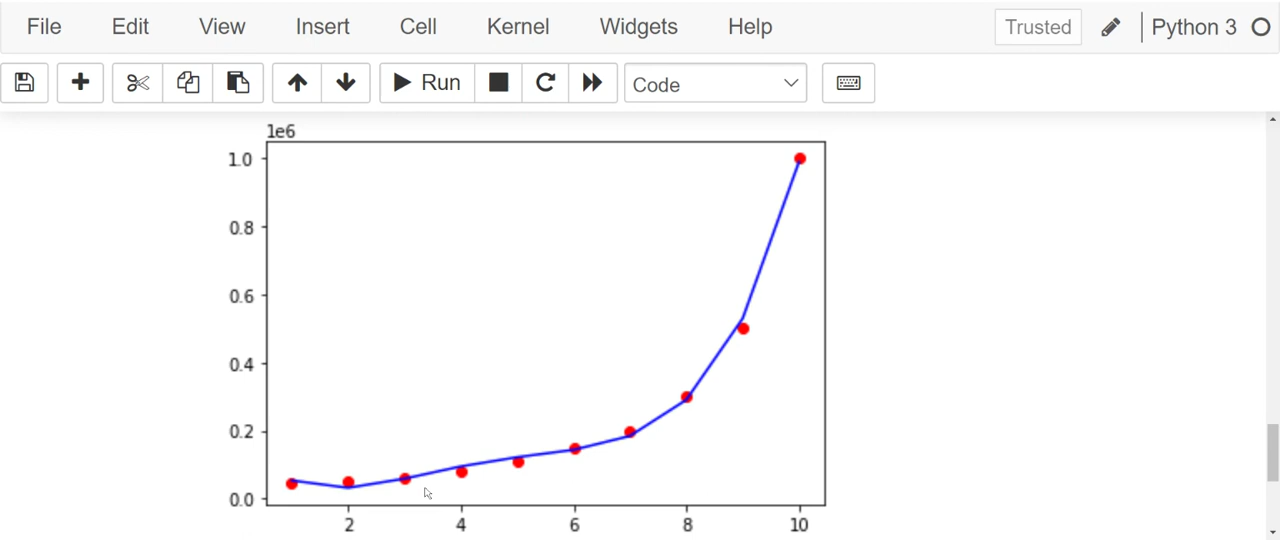 File Edit View Insert Cell Kernel Widgets Help Trusted Python 3
Run Code
1e6
1.0
0.8
0.6
0.4
0.2
0.0
2 4 6 8 10